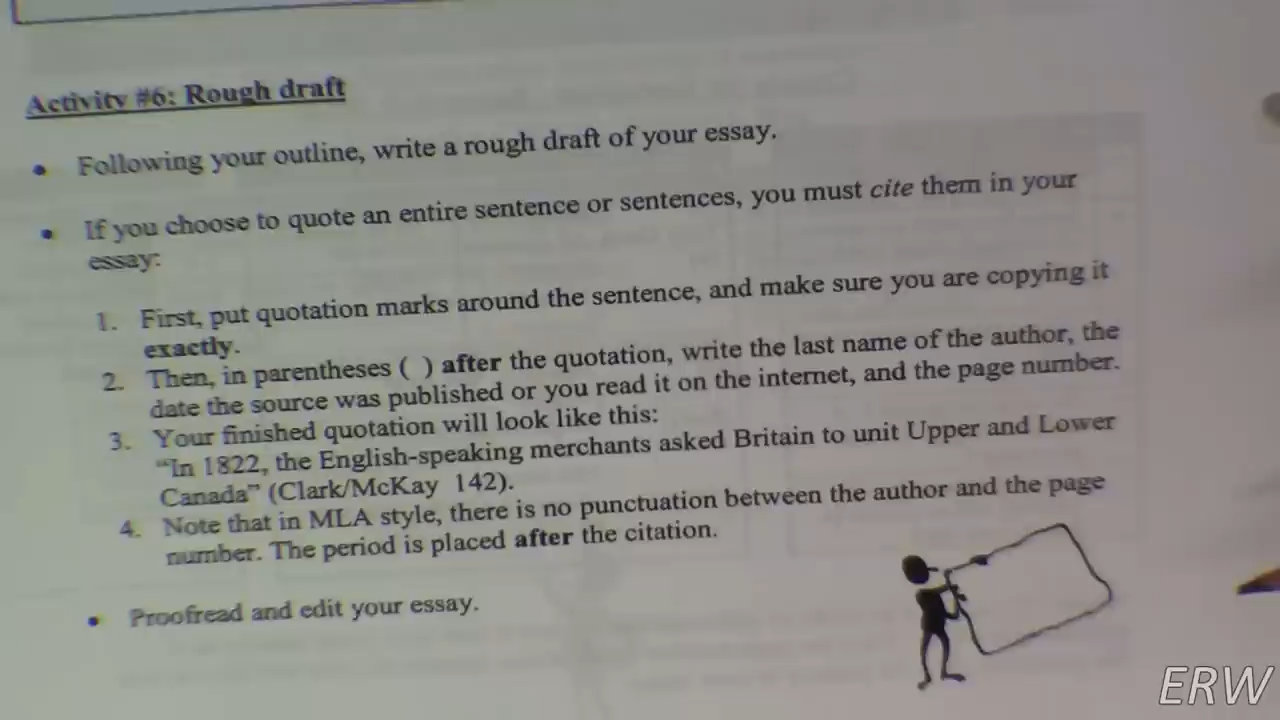 Activity #6: Rough draft
• Following your outline, write a rough draft of your essay.
• If you choose to quote an entire sentence or sentences, you must cite them in your
essay:
1. First, put quotation marks around the sentence, and make sure you are copying it
exactly.
2. Then, in parentheses ( ) after the quotation, write the last name of the author, the
date the source was published or you read it on the internet, and the page number.
3. Your finished quotation will look like this:
“In 1822, the English-speaking merchants asked Britain to unit Upper and Lower
Canada” (Clark/McKay 142).
4. Note that in MLA style, there is no punctuation between the author and the page
number. The period is placed after the citation.
• Proofread and edit your essay.
ERW